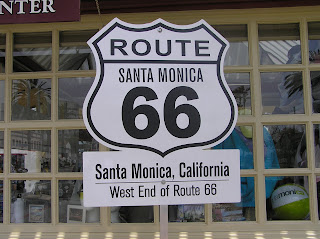 NTER
ROUTE
SANTA MONICA
66
Santa Monica, California
West End of Route 66